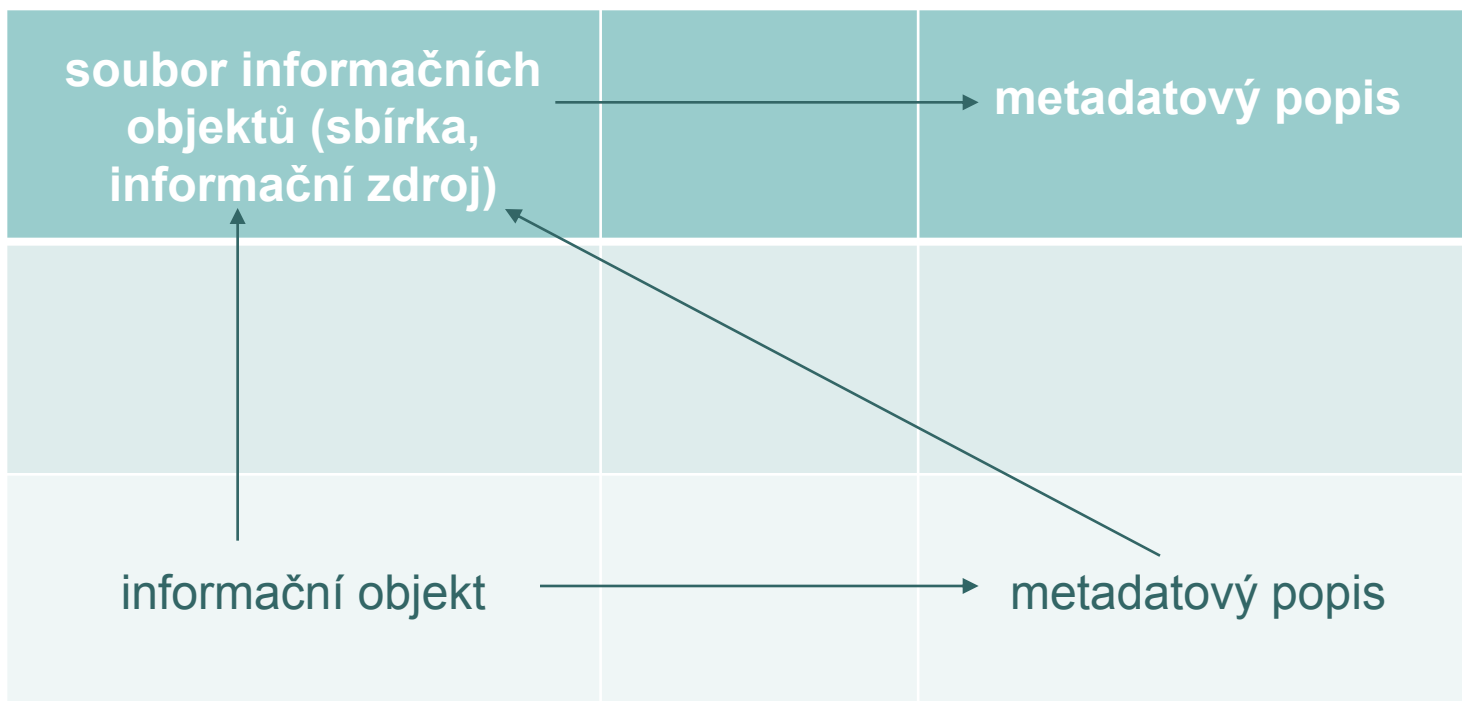 soubor informačních
objektů (sbírka,
informační zdroj)
metadatový popis
informační objekt
metadatový popis